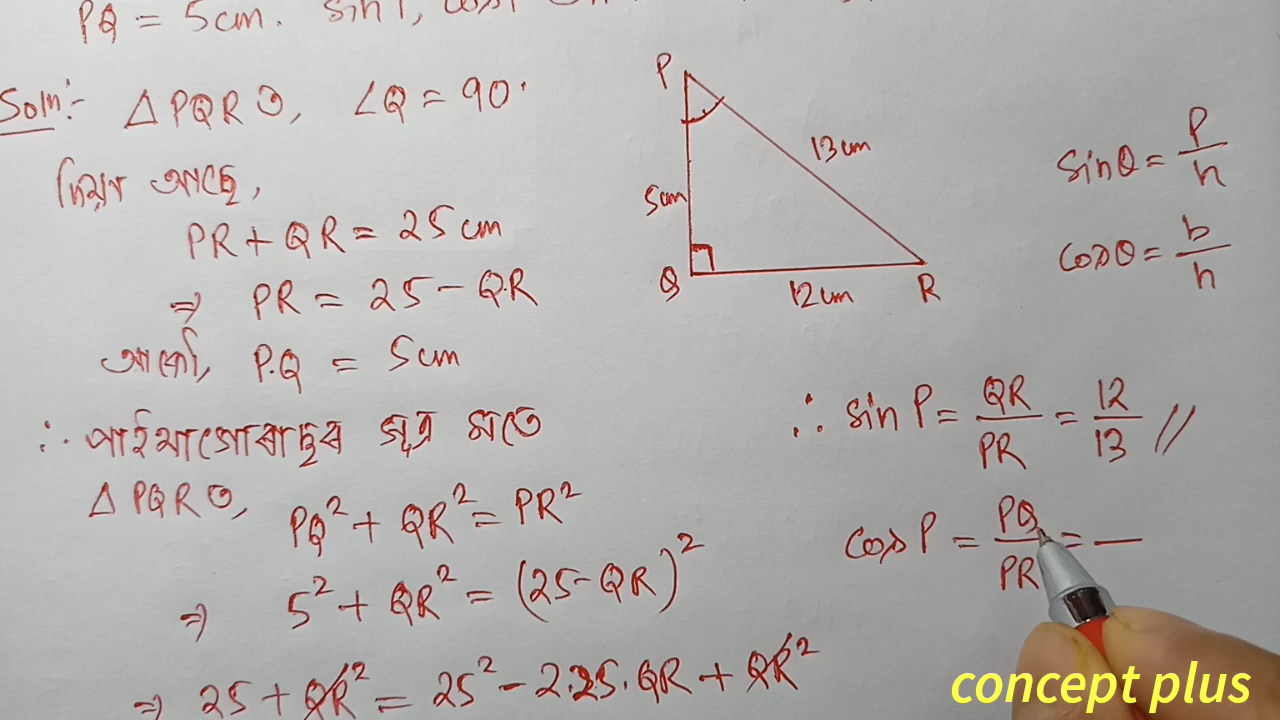 PQ = 5cm. sin P, cos P
Soln:- △PQR ত, ∠Q = 90°
দিয়া আছে,
PR + QR = 25 cm
⇒ PR = 25 - QR
আকৌ, PQ = 5cm
∴ পাইথাগোৰাচৰ সূত্ৰ মতে
△PQR ত,
PQ² + QR² = PR²
⇒ 5² + QR² = (25-QR)²
⇒ 25 + QR² = 25² - 2.25.QR + QR²
P
13cm
5cm
Q
12cm
R
sinθ = P/h
cosθ = b/h
∴ sin P = QR/PR = 12/13 //
cos P = PQ/PR = —
concept plus